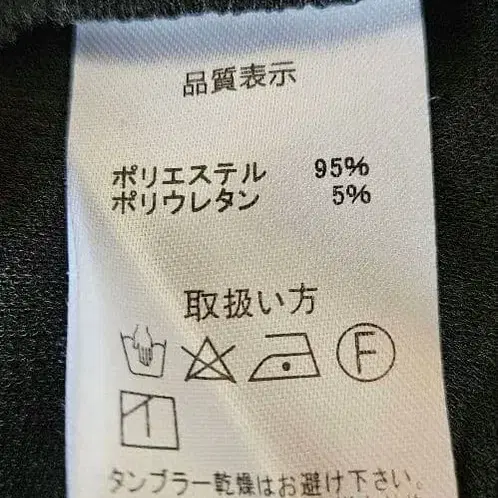 品質表示
ポリエステル 95%
ポリウレタン 5%
取扱い方
F
タンブラー乾燥はお避け下さい。